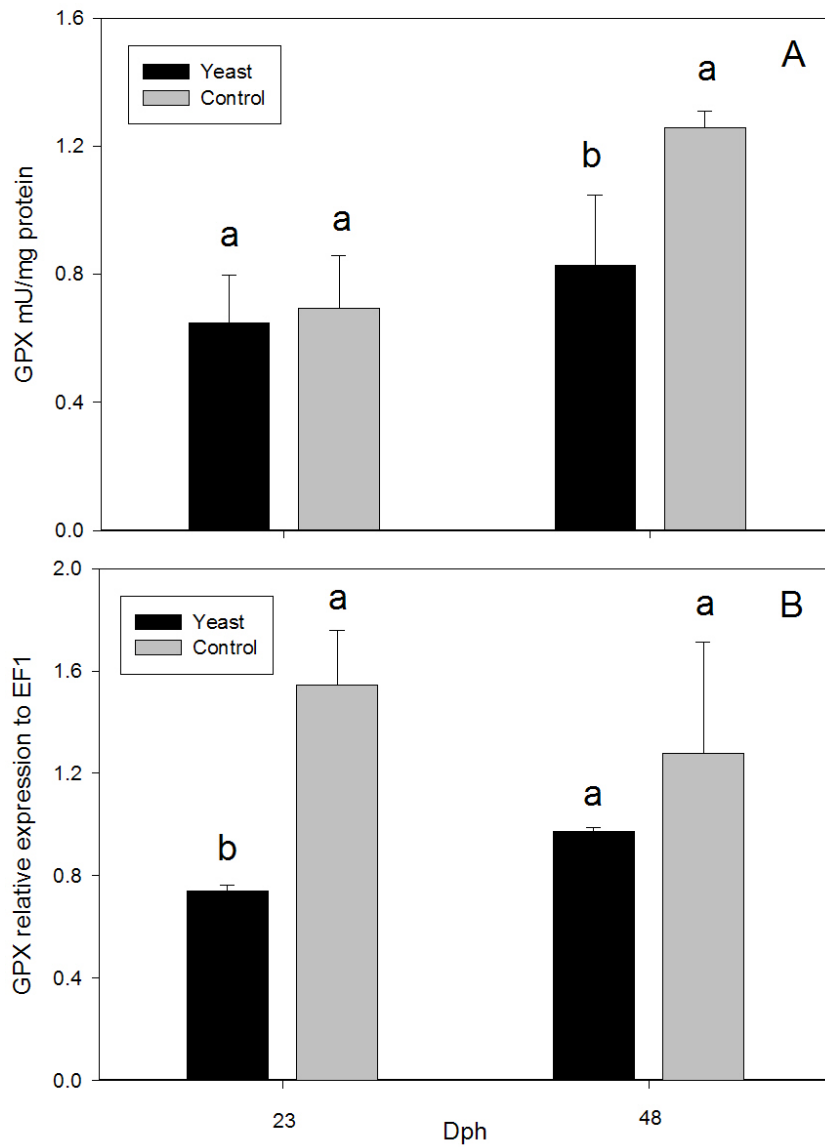 1.6
A
Yeast
Control
a
1.2
b
a
a
GPX mU/mg protein
0.8
0.4
0.0
2.0
B
Yeast
Control
a
a
1.6
GPX relative expression to EF1
1.2
a
b
0.8
0.4
0.0
23
48
Dph